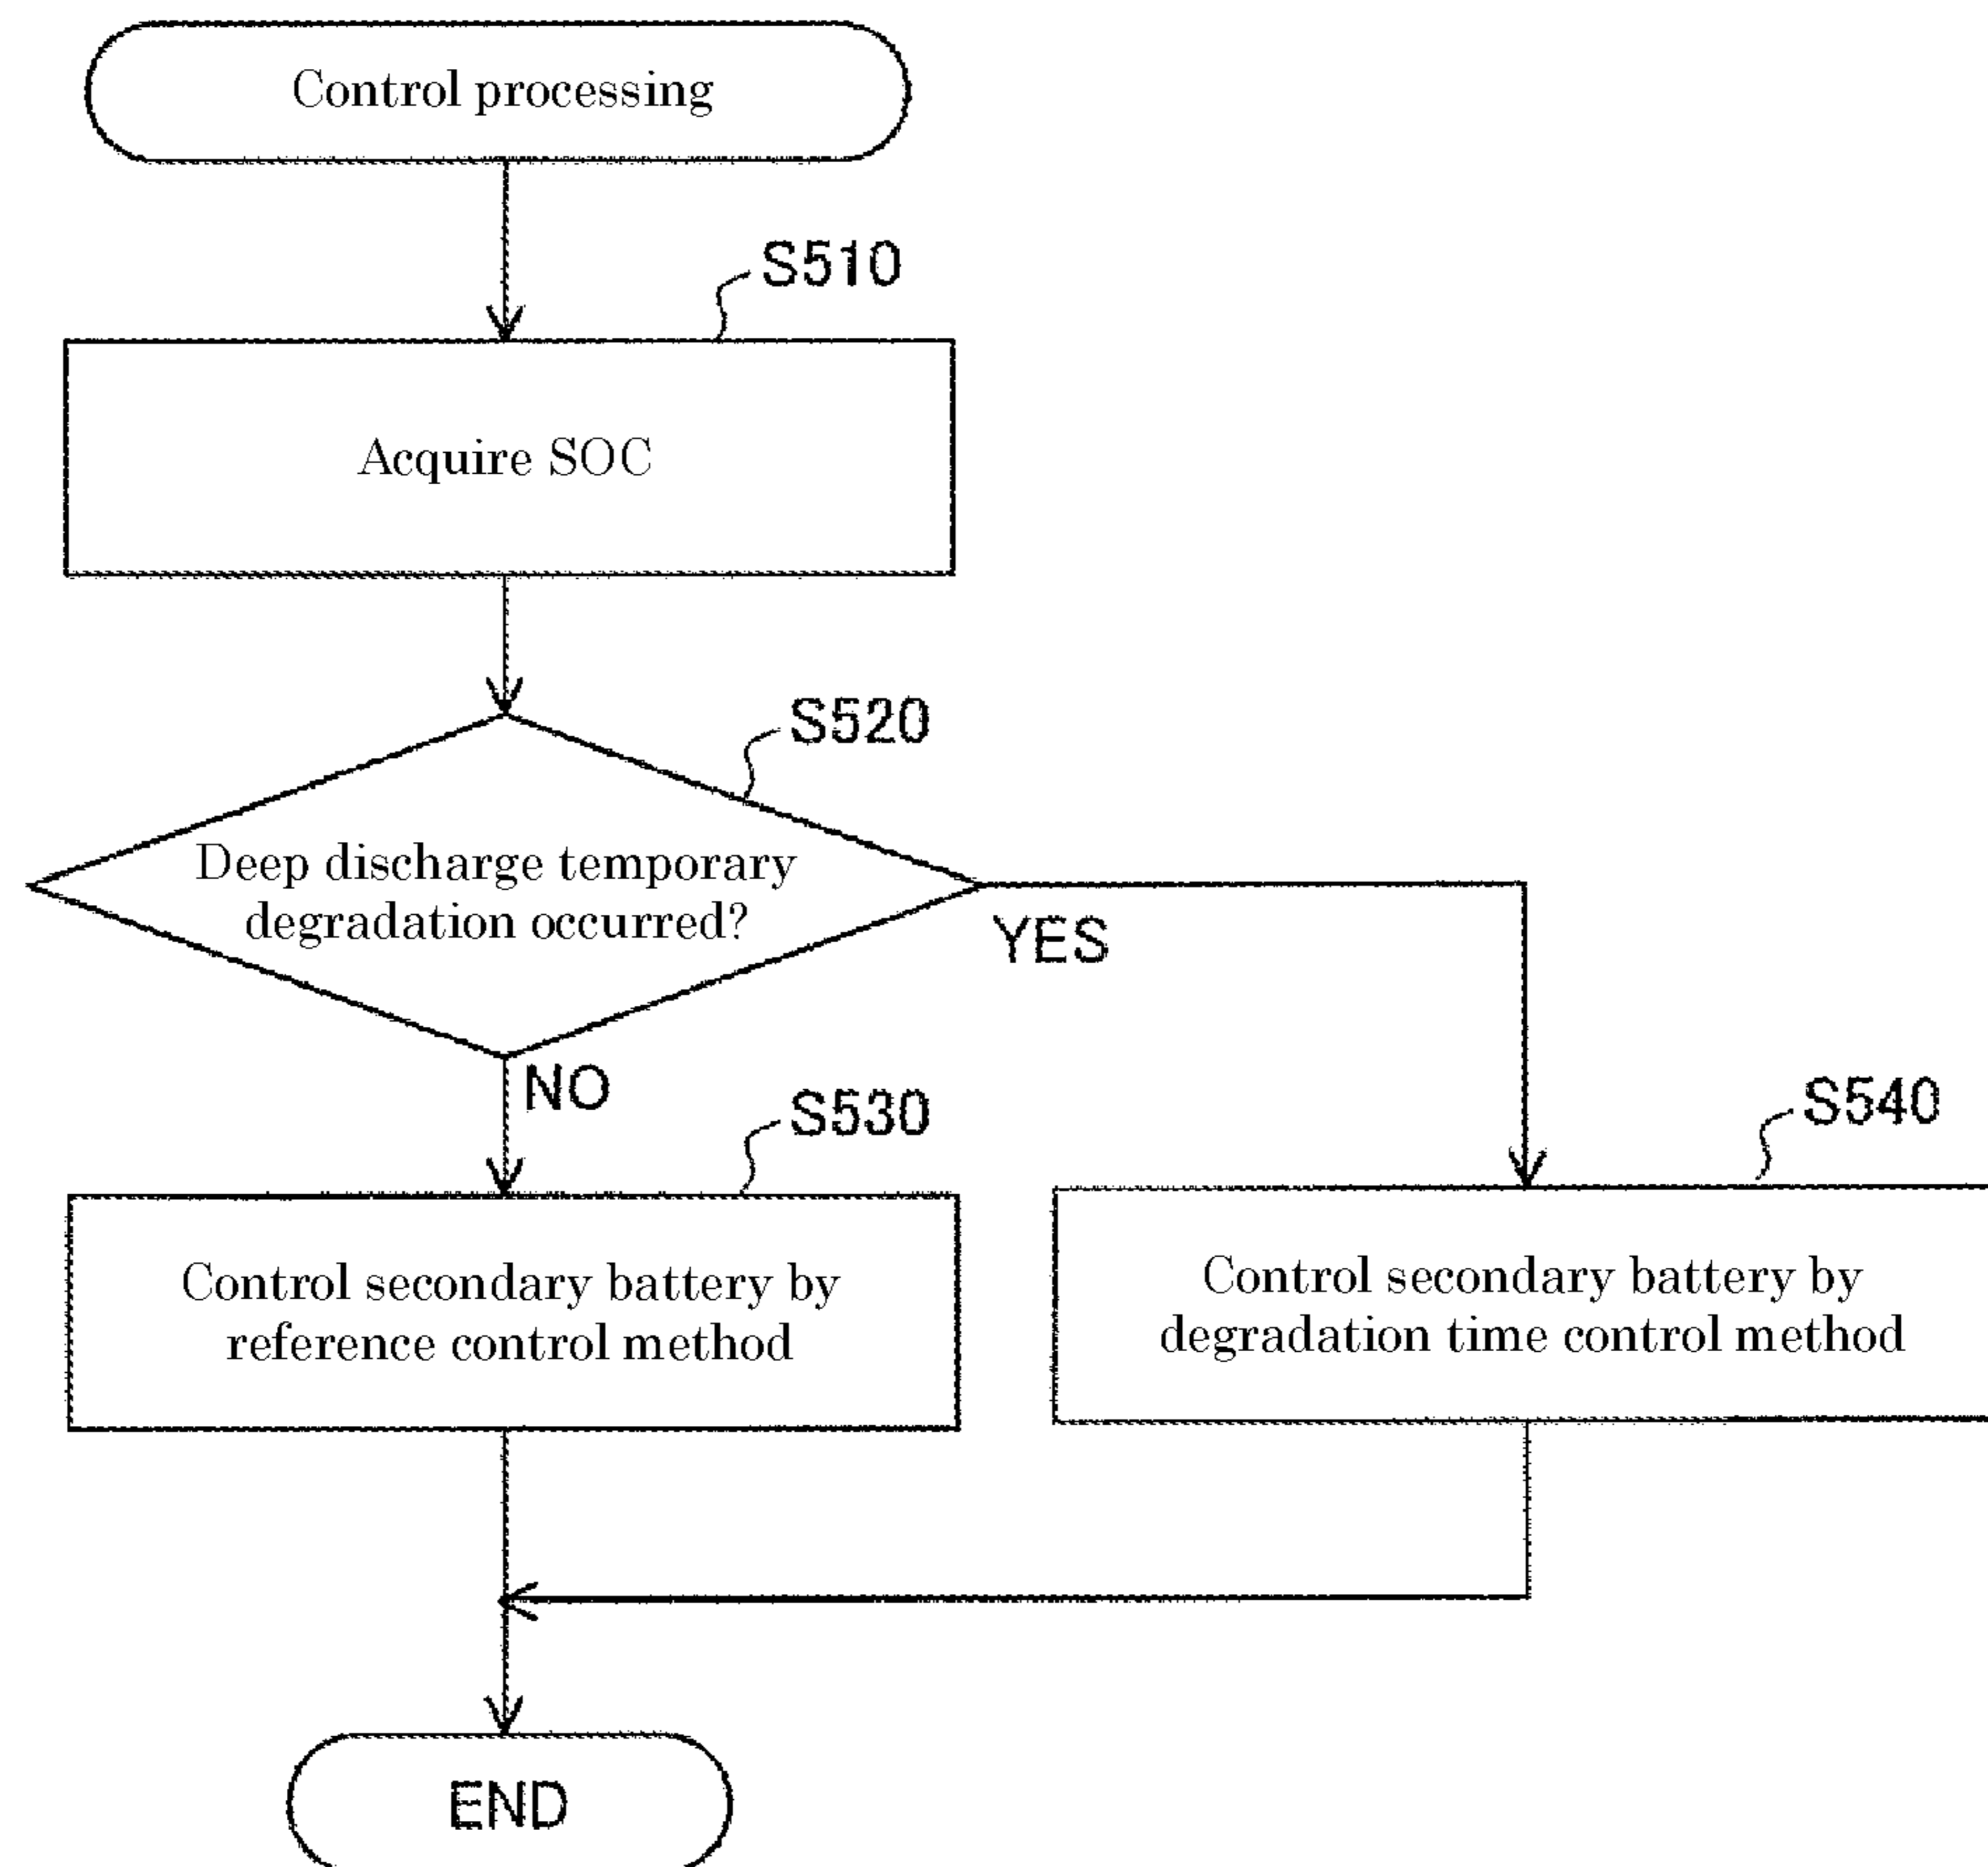 Control processing
S510
Acquire SOC
S520
Deep discharge temporary
degradation occurred?
YES
NO
S530
S540
Control secondary battery by
reference control method
Control secondary battery by
degradation time control method
END